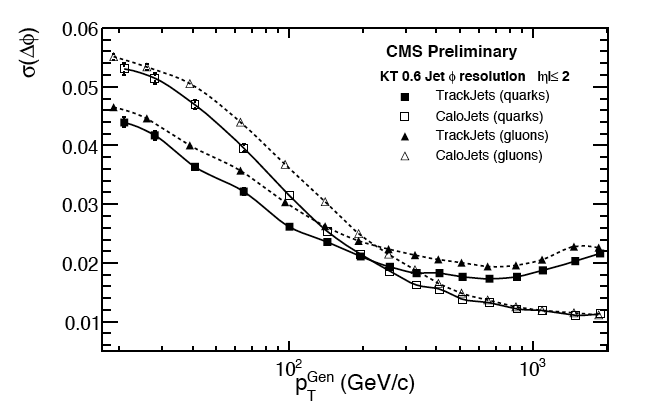 σ(Δϕ)
0.06
0.05
0.04
0.03
0.02
0.01
CMS Preliminary
KT 0.6 Jet ϕ resolution |η|≤ 2
TrackJets (quarks)
CaloJets (quarks)
TrackJets (gluons)
CaloJets (gluons)
10²
10³
p_T^Gen (GeV/c)